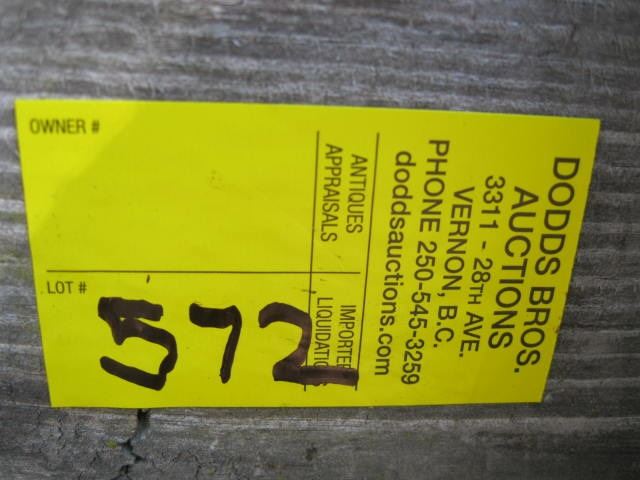 DODDS BROS.
AUCTIONS
3311 - 28TH AVE.
VERNON, B.C.
PHONE 250-545-3259
doddsauctions.com
ANTIQUES
APPRAISALS
IMPORTER
LIQUIDATIO
OWNER #
LOT #
572